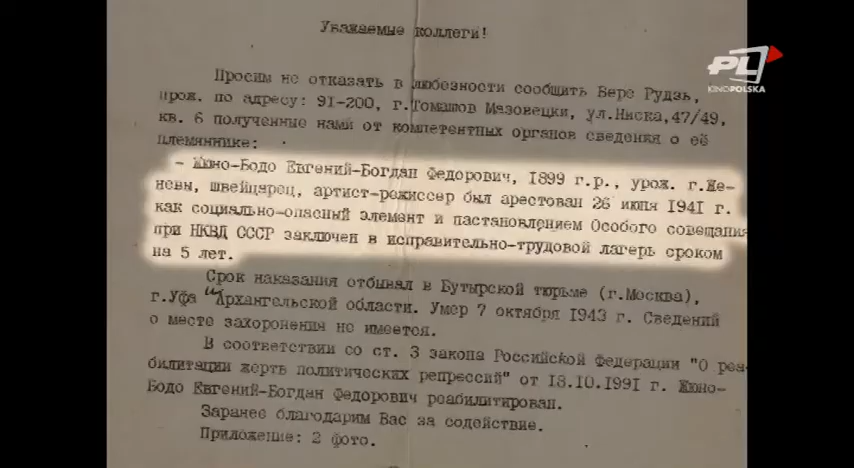 Уважаемые коллеги!
PL
KINOPOLSKA
Просим не отказать в любезности сообщить Вере Рудзь,
прож. по адресу: 91-200, г.Томашов Мазовецки, ул.Ниска,47/49,
кв. 6 полученные нами от компетентных органов сведения о её
племяннике:
- Жюно-Бодо Евгений-Богдан Федорович, 1899 г.р., урож. г.Же-
невы, швейцарец, артист-режиссер был арестован 26 июня 1941 г.
как социально-опасный элемент и пастановлением Особого совещания
при НКВД СССР заключен в исправительно-трудовой лагерь сроком
на 5 лет.
Срок наказания отбывал в Бутырской тюрьме (г.Москва),
г.Уфа и Архангельской области. Умер 7 октября 1943 г. Сведений
о месте захоронения не имеется.
В соответствии со ст. 3 закона Российской Федерации "О реа-
билитации жертв политических репрессий" от 18.10.1991 г. Жюно-
Бодо Евгений-Богдан Федорович реабилитирован.
Заранее благодарим Вас за содействие.
Приложение: 2 фото.